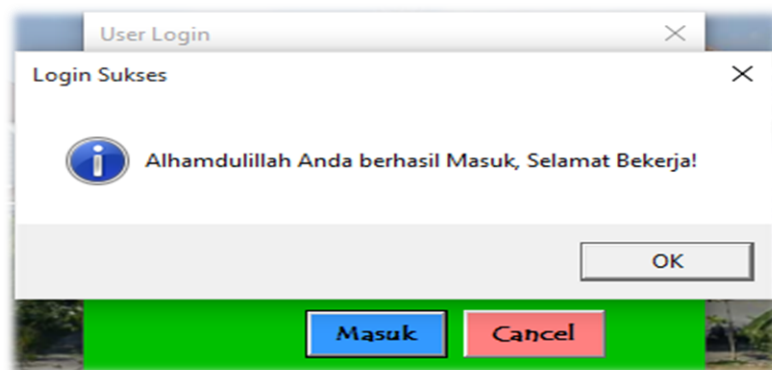 User Login
Login Sukses
Alhamdulillah Anda berhasil Masuk, Selamat Bekerja!
OK
Masuk
Cancel